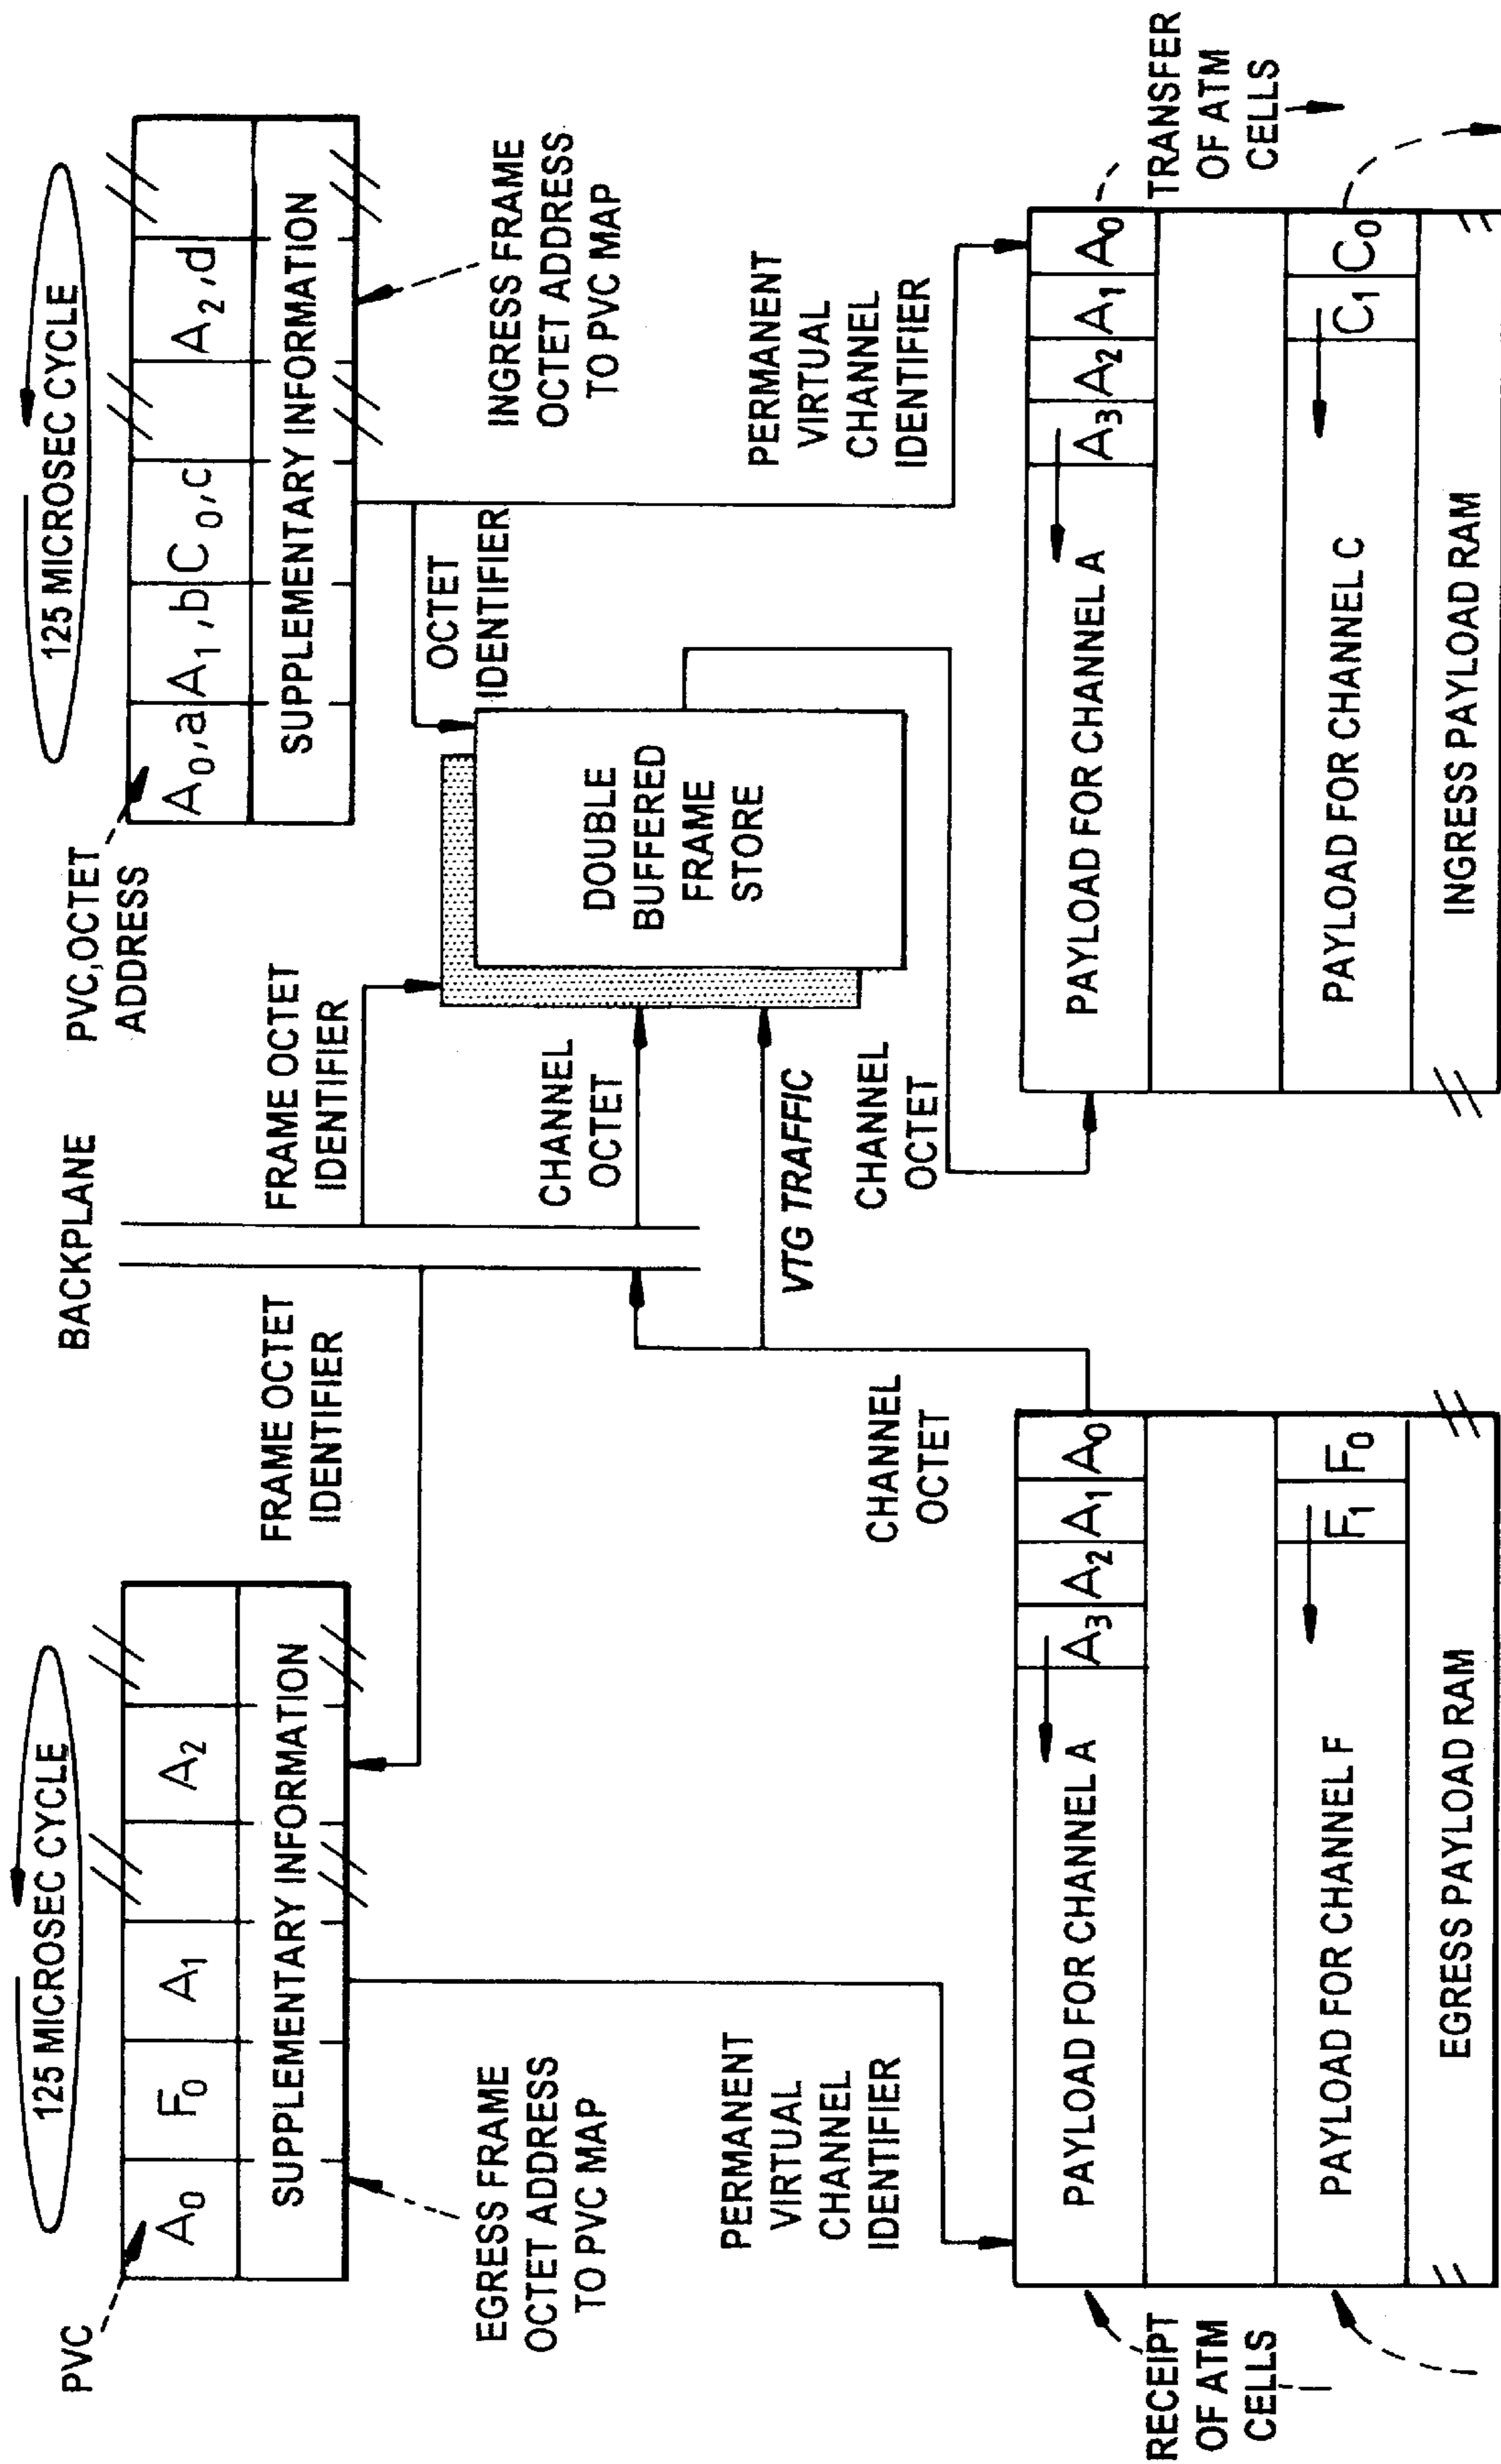 125 MICROSEC CYCLE
PVC
A₀ F₀ A₁ A₂
SUPPLEMENTARY INFORMATION
EGRESS FRAME
OCTET ADDRESS
TO PVC MAP
FRAME OCTET
IDENTIFIER
BACKPLANE
PERMANENT
VIRTUAL
CHANNEL
IDENTIFIER
CHANNEL
OCTET
RECEIPT
OF ATM
CELLS
PAYLOAD FOR CHANNEL A A₃ A₂ A₁ A₀
PAYLOAD FOR CHANNEL F F₁ F₀
EGRESS PAYLOAD RAM
125 MICROSEC CYCLE
PVC,OCTET
ADDRESS
A₀,a A₁,b C₀,c A₂,d
SUPPLEMENTARY INFORMATION
INGRESS FRAME
OCTET ADDRESS
TO PVC MAP
FRAME OCTET
IDENTIFIER
CHANNEL
OCTET
VTG TRAFFIC
OCTET
IDENTIFIER
DOUBLE
BUFFERED
FRAME
STORE
CHANNEL
OCTET
PERMANENT
VIRTUAL
CHANNEL
IDENTIFIER
PAYLOAD FOR CHANNEL A A₃ A₂ A₁ A₀
PAYLOAD FOR CHANNEL C C₁ C₀
INGRESS PAYLOAD RAM
TRANSFER
OF ATM
CELLS